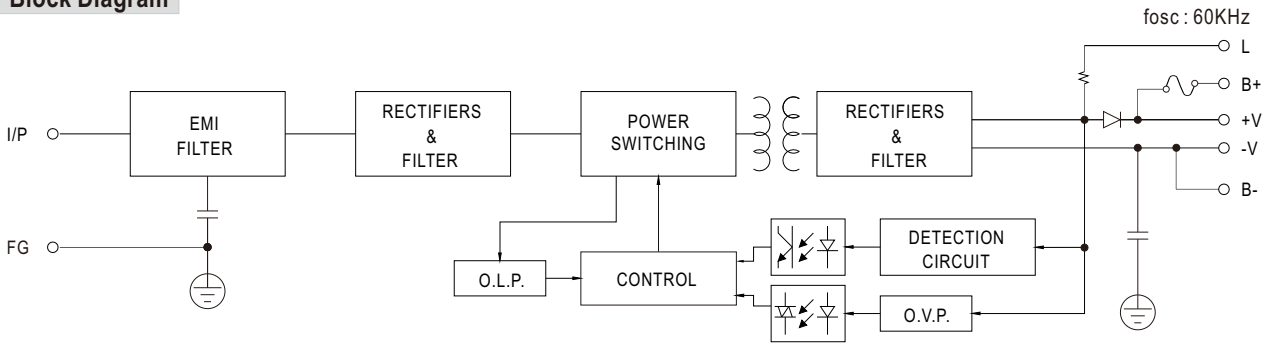 Block Diagram
fosc : 60KHz
L
B+
I/P
EMI
FILTER
RECTIFIERS
&
FILTER
POWER
SWITCHING
RECTIFIERS
&
FILTER
+V
-V
B-
FG
O.L.P.
CONTROL
DETECTION
CIRCUIT
O.V.P.